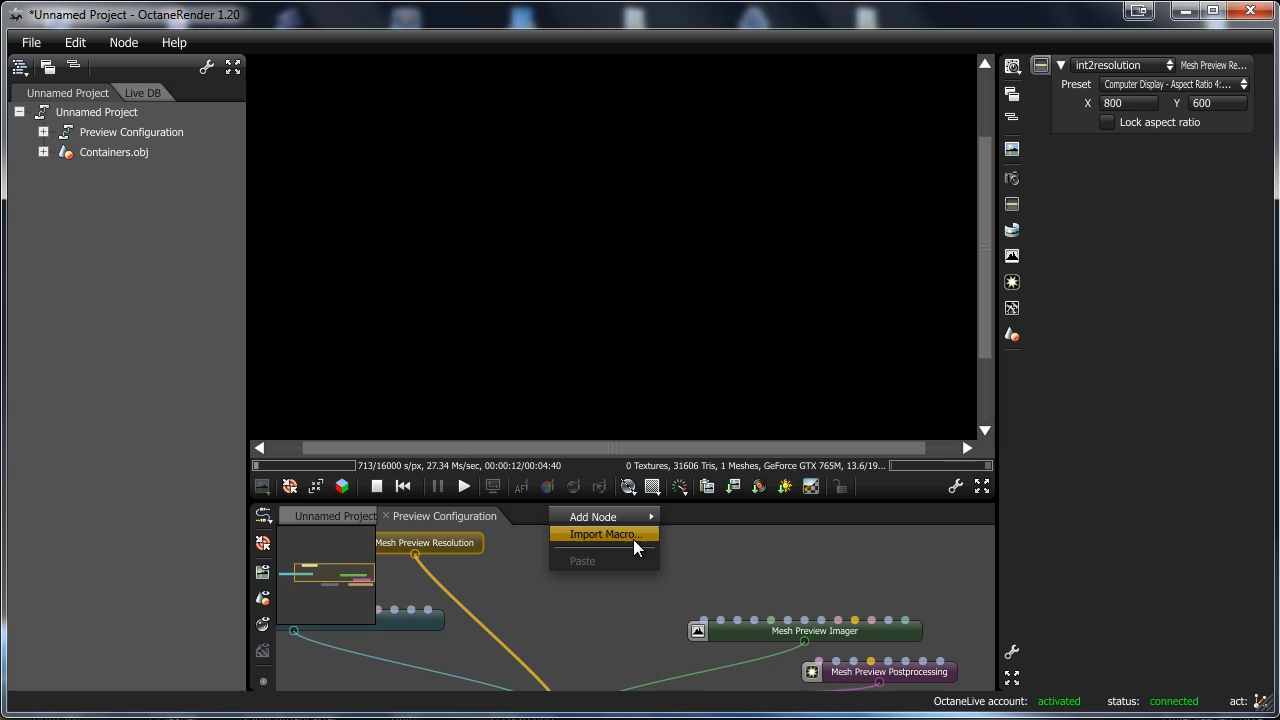 *Unnamed Project - OctaneRender 1.20
File Edit Node Help
Unnamed Project Live DB
Unnamed Project
Preview Configuration
Containers.obj
int2resolution Mesh Preview Re...
Preset Computer Display - Aspect Ratio 4:...
X 800 Y 600
Lock aspect ratio
713/16000 s/px, 27.34 Ms/sec, 00:00:12/00:04:40 0 Textures, 31606 Tris, 1 Meshes, GeForce GTX 765M, 13.6/19...
AF
Unnamed Project × Preview Configuration
Add Node
Import Macro...
Paste
Mesh Preview Resolution
Mesh Preview Imager
Mesh Preview Postprocessing
OctaneLive account: activated status: connected act: